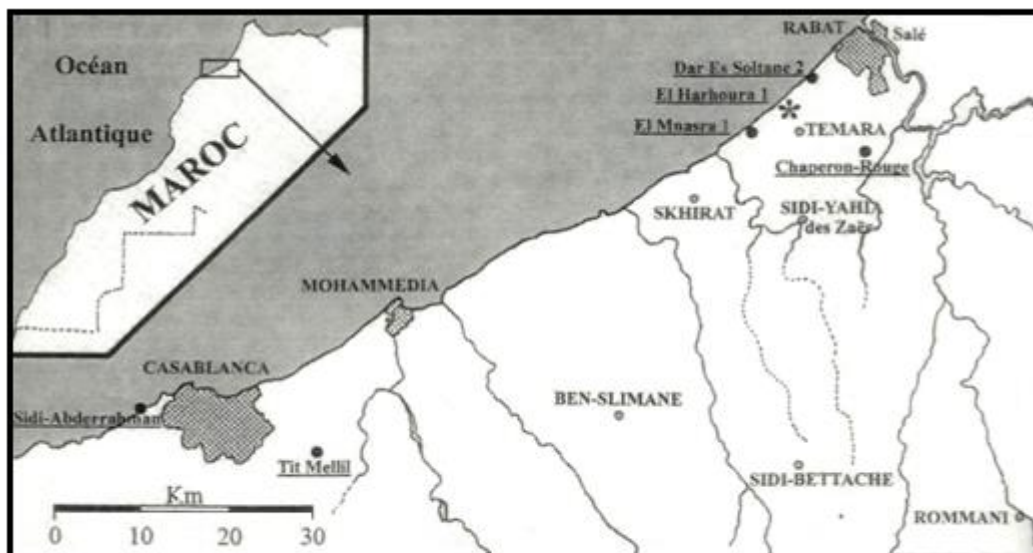 Océan
Atlantique
MAROC
RABAT
Salé
Dar Es Soltane 2
El Harhoura 1
El Mnasra 1
TEMARA
Chaperon-Rouge
SKHIRAT
SIDI-YAHIA
des Zaër
MOHAMMEDIA
CASABLANCA
Sidi-Abderrahman
BEN-SLIMANE
Tit Mellil
SIDI-BETTACHE
ROMMANI
Km
0 10 20 30